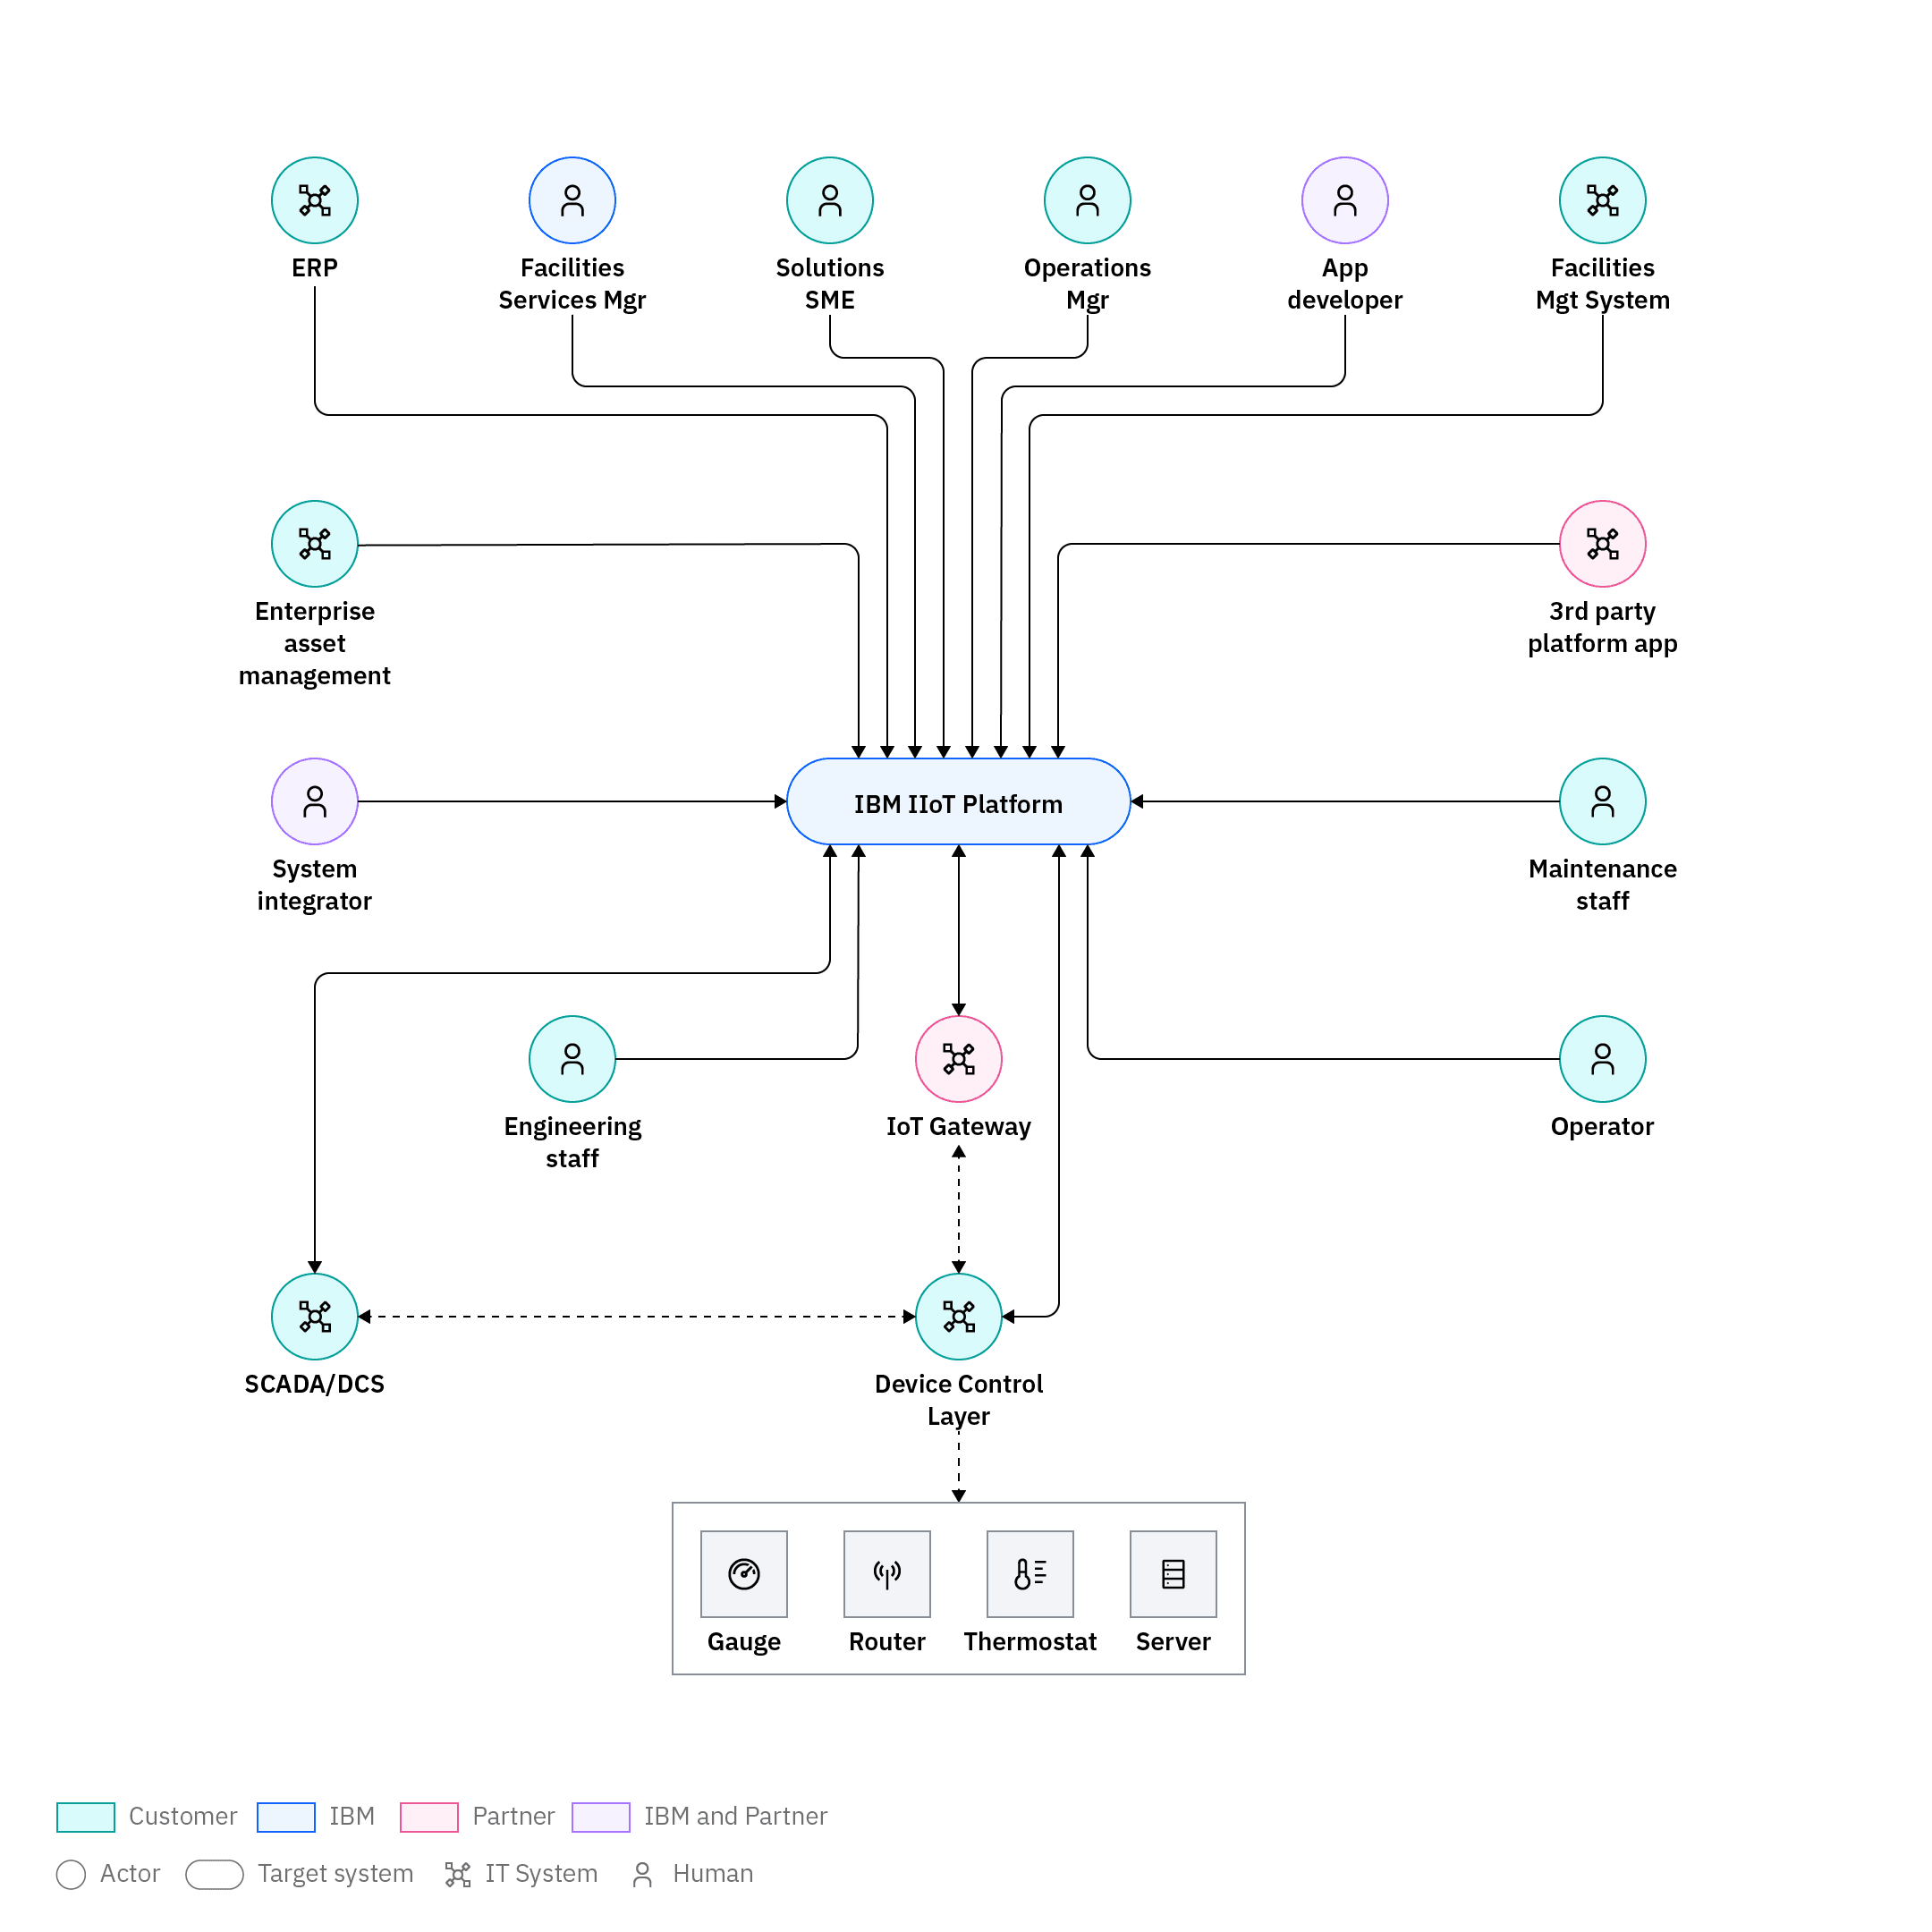 ERP
Facilities
Services Mgr
Solutions
SME
Operations
Mgr
App
developer
Facilities
Mgt System
Enterprise
asset
management
3rd party
platform app
IBM IIoT Platform
System
integrator
Maintenance
staff
Engineering
staff
IoT Gateway
Operator
SCADA/DCS
Device Control
Layer
Gauge
Router
Thermostat
Server
Customer
IBM
Partner
IBM and Partner
Actor
Target system
IT System
Human